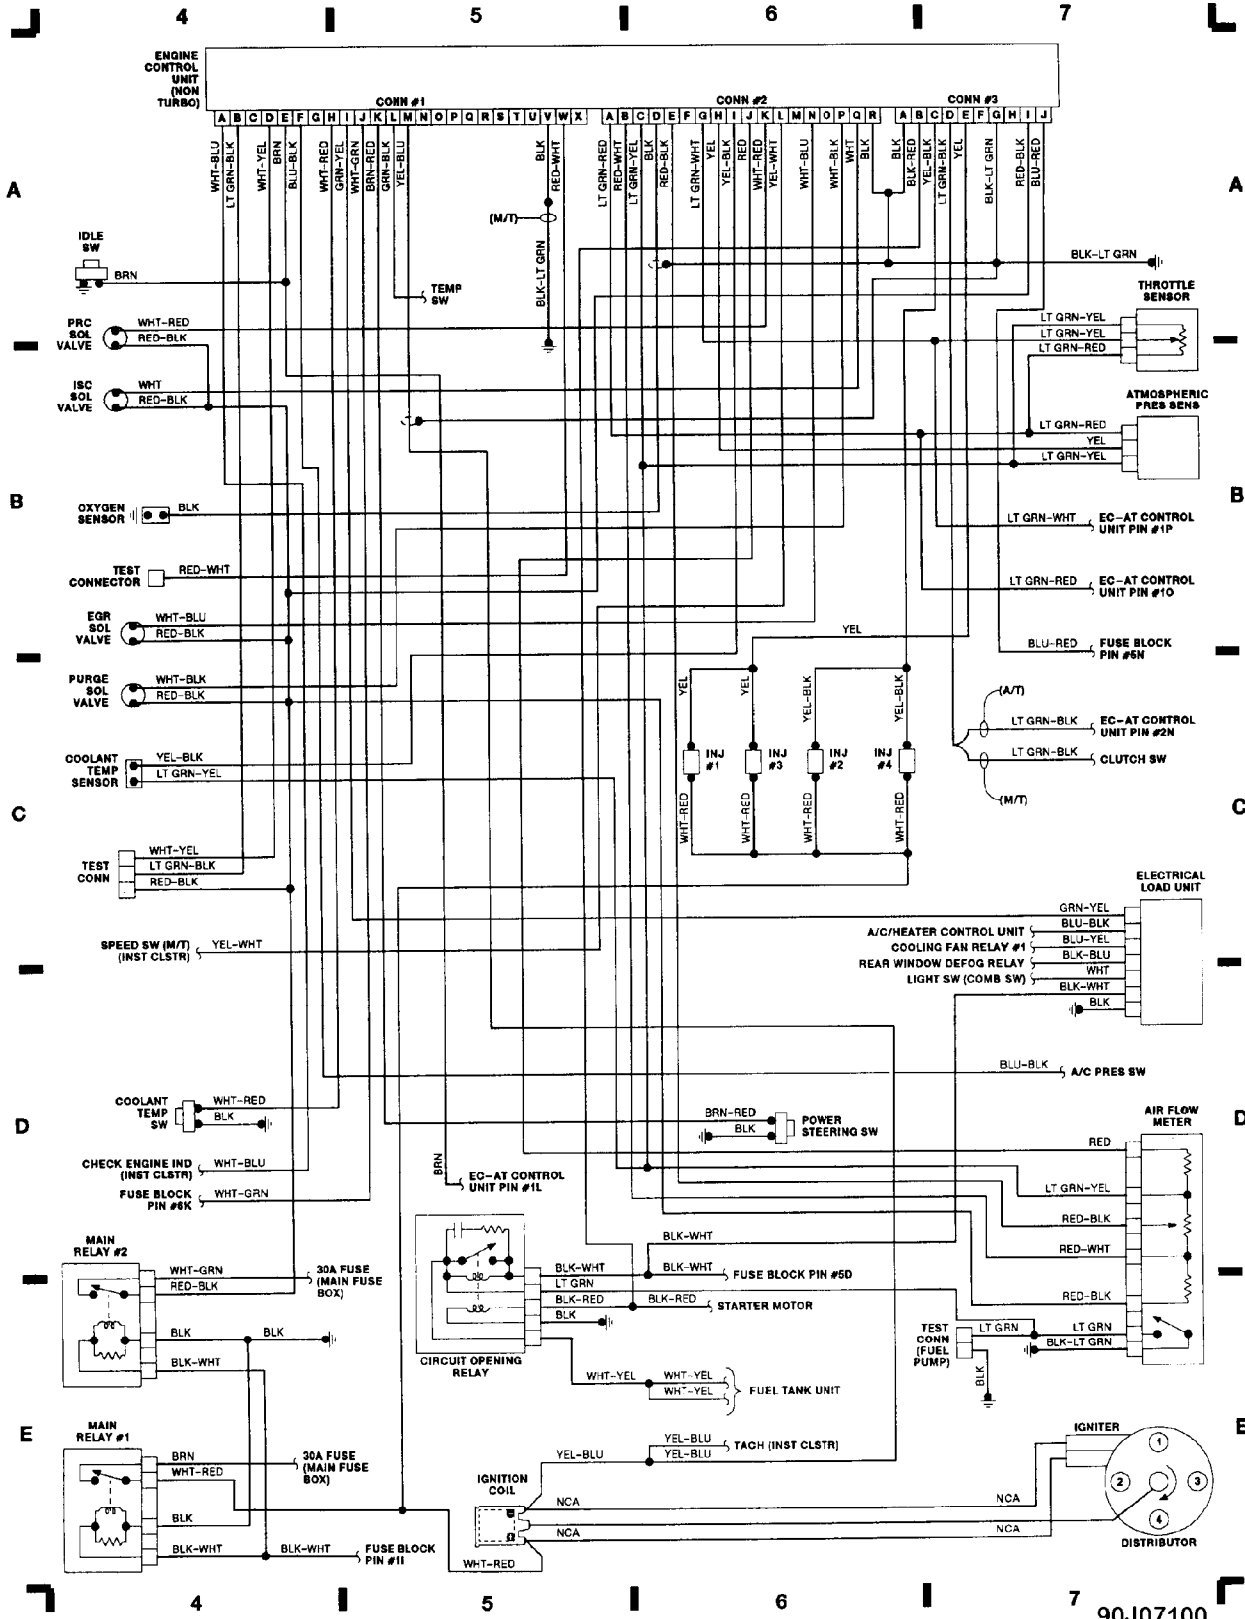 4 5 6 7
ENGINE
CONTROL
UNIT
(NON
TURBO)
CONN #1 CONN #2 CONN #3
A B C D E F G H I J K L M N O P Q R S T U V W X
A B C D E F G H I J K L M N O P Q R
A B C D E F G H I J
WHT-BLU
LT GRN-BLK
WHT-YEL
BRN
BLU-BLK
WHT-RED
GRN-YEL
WHT-GRN
BRN-RED
GRN-BLK
YEL-BLU
BLK
RED-WHT
LT GRN-RED
RED-WHT
LT GRN-YEL
BLK
RED-BLK
LT GRN-WHT
YEL
YEL-BLK
RED
WHT-RED
YEL-WHT
WHT-BLU
WHT-BLK
WHT
BLK
BLK
BLK-RED
YEL-BLK
LT GRN-BLK
YEL
BLK-LT GRN
RED-BLK
BLU-RED
A A
(M/T)
BLK-LT GRN
IDLE
SW
BRN
TEMP
SW
BLK-LT GRN
PRC
SOL
VALVE
WHT-RED
RED-BLK
THROTTLE
SENSOR
LT GRN-YEL
LT GRN-YEL
LT GRN-RED
ISC
SOL
VALVE
WHT
RED-BLK
ATMOSPHERIC
PRES SENS
LT GRN-RED
YEL
LT GRN-YEL
B B
OXYGEN
SENSOR
BLK
LT GRN-WHT
EC-AT CONTROL
UNIT PIN #1P
TEST
CONNECTOR
RED-WHT
LT GRN-RED
EC-AT CONTROL
UNIT PIN #1O
EGR
SOL
VALVE
WHT-BLU
RED-BLK
YEL
BLU-RED
FUSE BLOCK
PIN #5N
PURGE
SOL
VALVE
WHT-BLK
RED-BLK
YEL
YEL
YEL-BLK
YEL-BLK
(A/T)
LT GRN-BLK
EC-AT CONTROL
UNIT PIN #2N
COOLANT
TEMP
SENSOR
YEL-BLK
LT GRN-YEL
INJ
#1
INJ
#3
INJ
#2
INJ
#4
LT GRN-BLK
CLUTCH SW
(M/T)
WHT-RED
WHT-RED
WHT-RED
WHT-RED
C C
TEST
CONN
WHT-YEL
LT GRN-BLK
RED-BLK
ELECTRICAL
LOAD UNIT
GRN-YEL
A/C/HEATER CONTROL UNIT BLU-BLK
COOLING FAN RELAY #1 BLU-YEL
REAR WINDOW DEFOG RELAY BLK-BLU
LIGHT SW (COMB SW) WHT
BLK-WHT
BLK
SPEED SW (M/T)
(INST CLSTR)
YEL-WHT
BLU-BLK A/C PRES SW
COOLANT
TEMP
SW
WHT-RED
BLK
BRN-RED
BLK
POWER
STEERING SW
AIR FLOW
METER
RED
LT GRN-YEL
RED-BLK
RED-WHT
RED-BLK
LT GRN
BLK-LT GRN
D D
CHECK ENGINE IND
(INST CLSTR)
WHT-BLU
FUSE BLOCK
PIN #6K
WHT-GRN
BRN
EC-AT CONTROL
UNIT PIN #1L
MAIN
RELAY #2
WHT-GRN
RED-BLK
30A FUSE
(MAIN FUSE
BOX)
BLK BLK
BLK-WHT
BLK-WHT
BLK-WHT BLK-WHT FUSE BLOCK PIN #5D
LT GRN
BLK-RED BLK-RED STARTER MOTOR
BLK
CIRCUIT OPENING
RELAY
TEST
CONN
(FUEL
PUMP)
LT GRN
BLK
WHT-YEL WHT-YEL
WHT-YEL
FUEL TANK UNIT
E E
MAIN
RELAY #1
BRN
WHT-RED
30A FUSE
(MAIN FUSE
BOX)
BLK
BLK-WHT BLK-WHT
FUSE BLOCK
PIN #1I
YEL-BLU YEL-BLU TACH (INST CLSTR)
YEL-BLU
IGNITION
COIL
NCA NCA
NCA NCA
WHT-RED
IGNITER
1
2 3
4
DISTRIBUTOR
4 5 6 7
90J07100